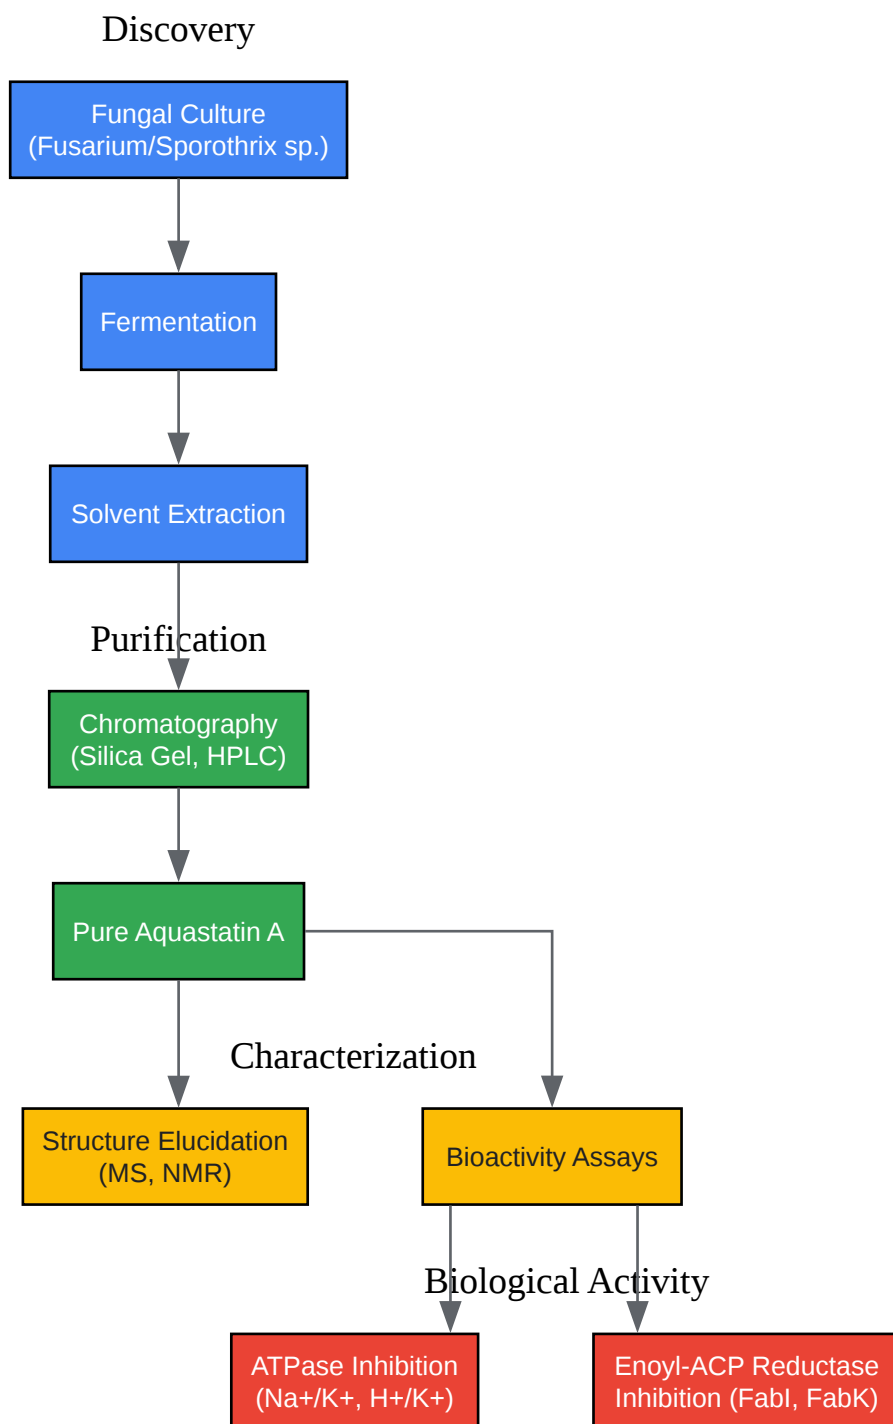 Discovery
Fungal Culture
(Fusarium/Sporothrix sp.)
Fermentation
Solvent Extraction
Purification
Chromatography
(Silica Gel, HPLC)
Pure Aquastatin A
Characterization
Structure Elucidation
(MS, NMR)
Bioactivity Assays
Biological Activity
ATPase Inhibition
(Na+/K+, H+/K+)
Enoyl-ACP Reductase
Inhibition (FabI, FabK)